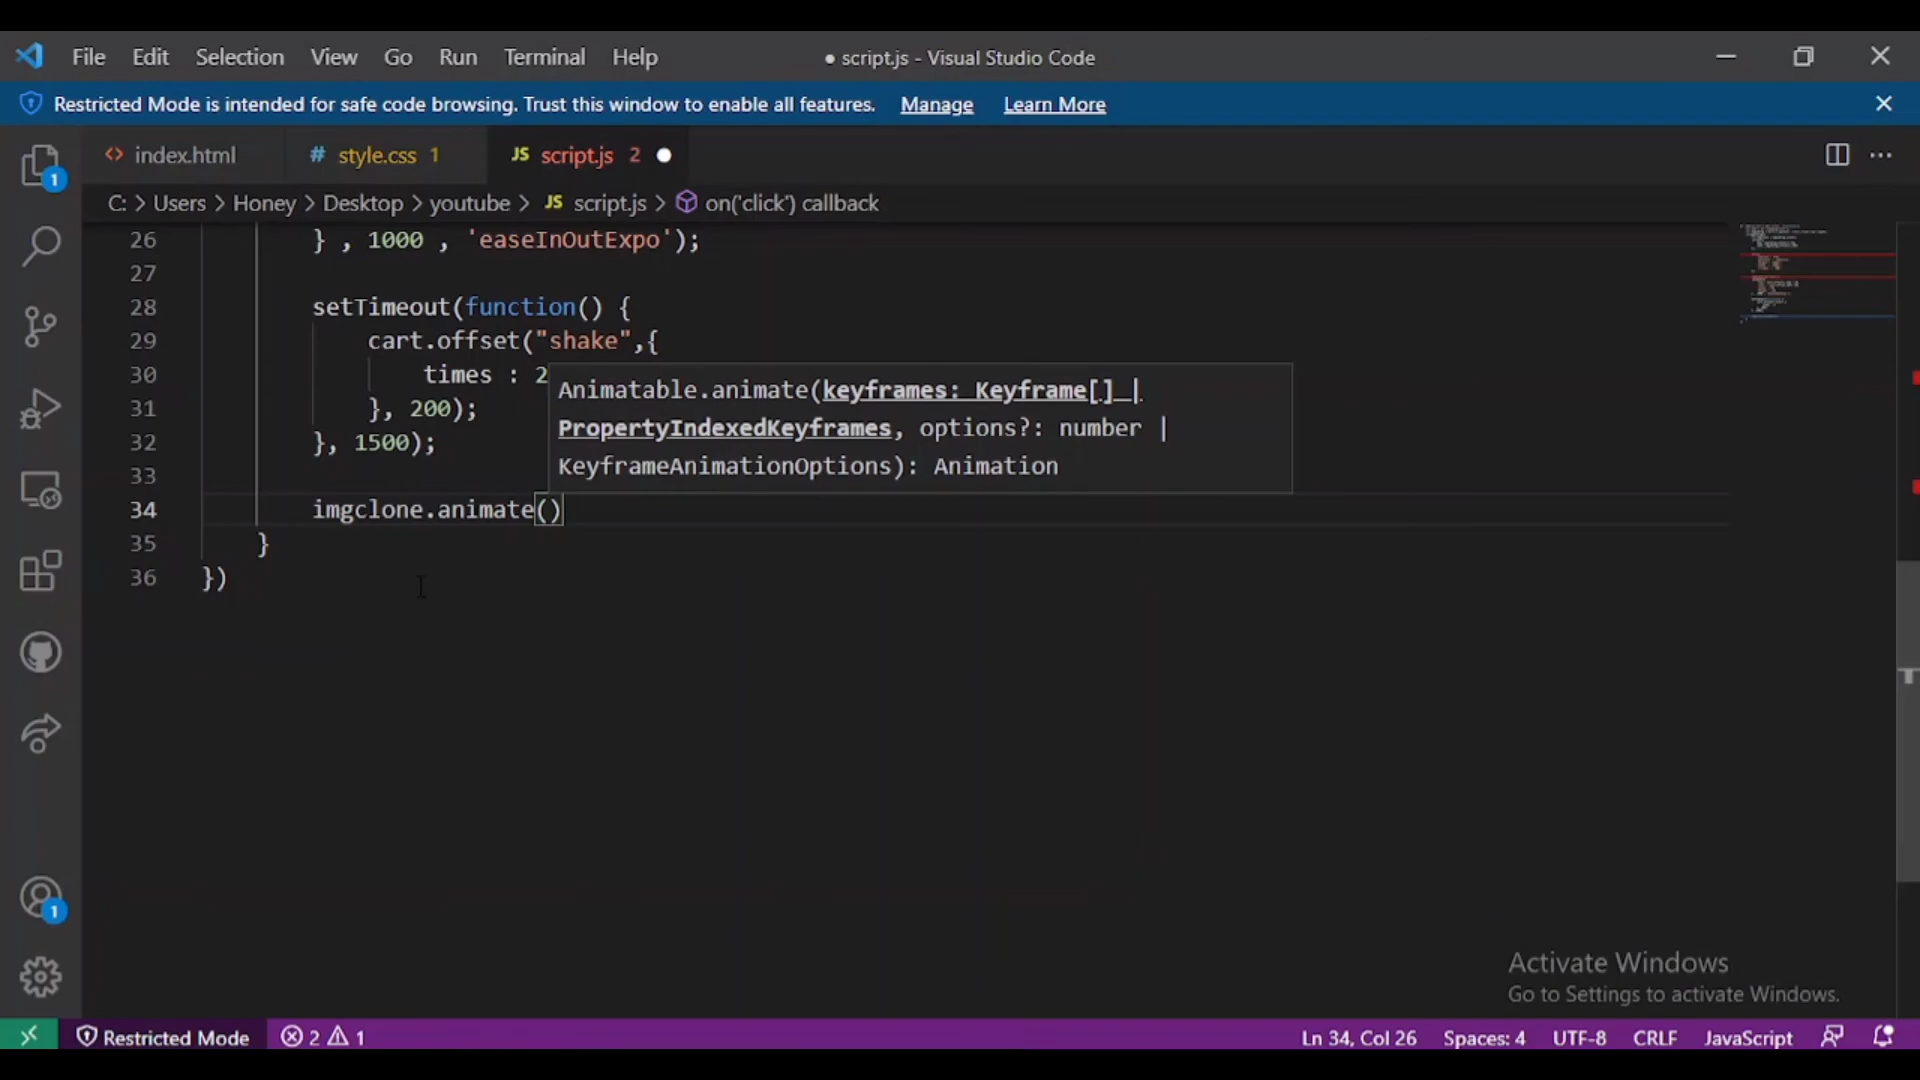 File Edit Selection View Go Run Terminal Help ● script.js - Visual Studio Code
Restricted Mode is intended for safe code browsing. Trust this window to enable all features. Manage Learn More
<> index.html # style.css 1 JS script.js 2 ●
C: > Users > Honey > Desktop > youtube > JS script.js > on('click') callback
26 } , 1000 , 'easeInOutExpo');
27
28 setTimeout(function() {
29 cart.offset("shake",{
30 times : 2
31 }, 200);
32 }, 1500);
33
34 imgclone.animate()
35 }
36 })
Animatable.animate(keyframes: Keyframe[] |
PropertyIndexedKeyframes, options?: number |
KeyframeAnimationOptions): Animation
1
1
Activate Windows
Go to Settings to activate Windows.
Restricted Mode 2 1 Ln 34, Col 26 Spaces: 4 UTF-8 CRLF JavaScript